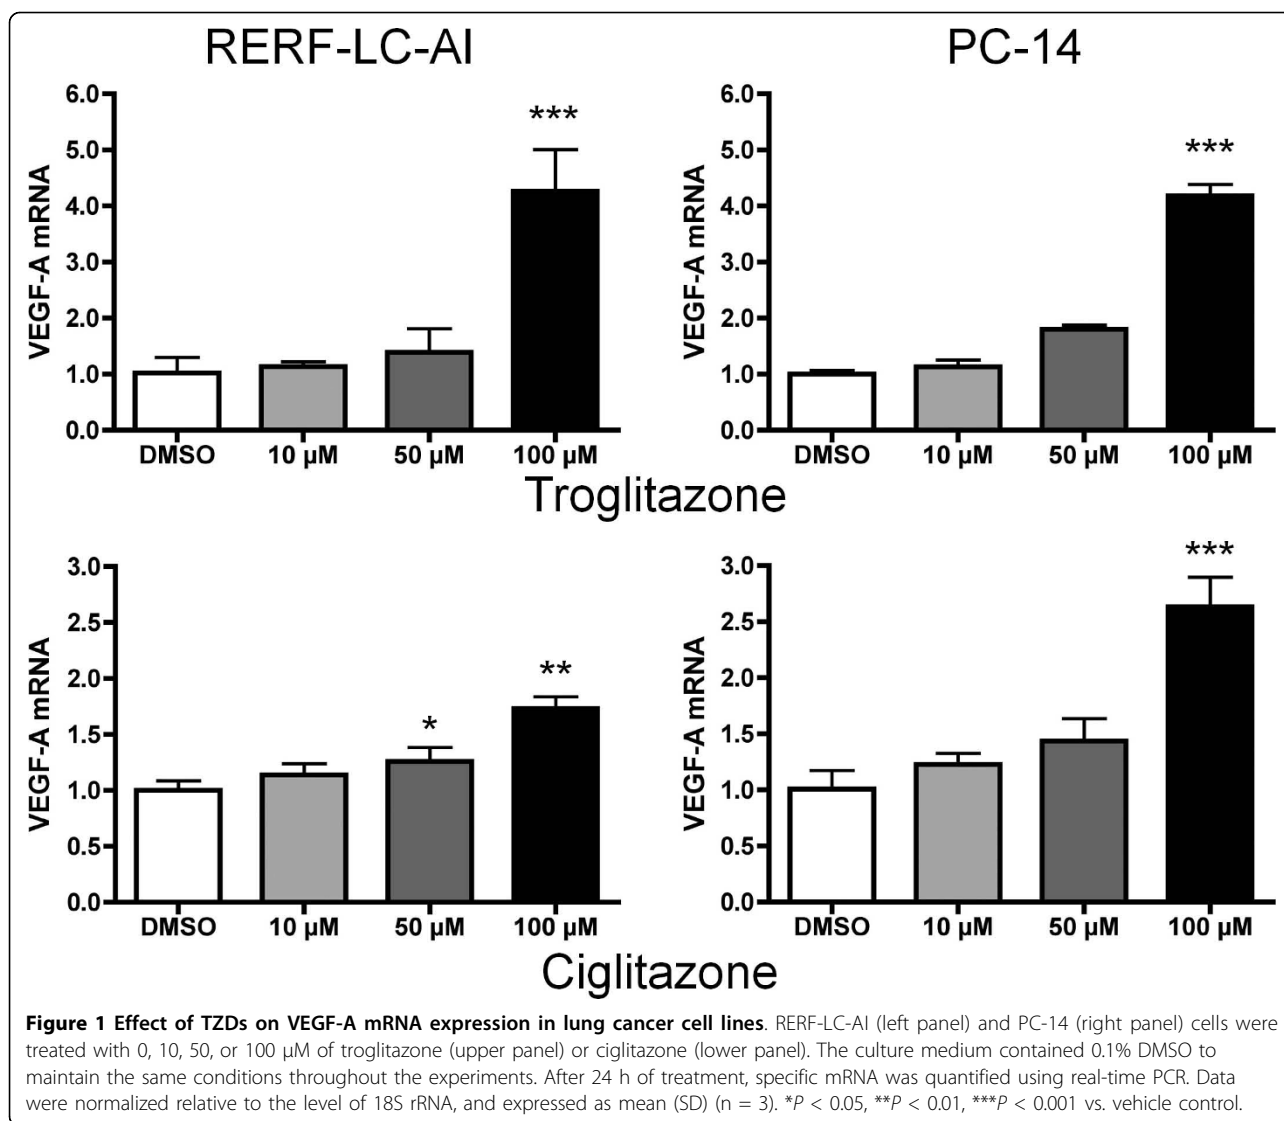 RERF-LC-AI
PC-14
VEGF-A mRNA
6.0
5.0
4.0
3.0
2.0
1.0
0.0
***
DMSO 10 µM 50 µM 100 µM
VEGF-A mRNA
6.0
5.0
4.0
3.0
2.0
1.0
0.0
***
DMSO 10 µM 50 µM 100 µM
Troglitazone
VEGF-A mRNA
3.0
2.5
2.0
1.5
1.0
0.5
0.0
*
**
DMSO 10 µM 50 µM 100 µM
VEGF-A mRNA
3.0
2.5
2.0
1.5
1.0
0.5
0.0
***
DMSO 10 µM 50 µM 100 µM
Ciglitazone
Figure 1 Effect of TZDs on VEGF-A mRNA expression in lung cancer cell lines. RERF-LC-AI (left panel) and PC-14 (right panel) cells were
treated with 0, 10, 50, or 100 µM of troglitazone (upper panel) or ciglitazone (lower panel). The culture medium contained 0.1% DMSO to
maintain the same conditions throughout the experiments. After 24 h of treatment, specific mRNA was quantified using real-time PCR. Data
were normalized relative to the level of 18S rRNA, and expressed as mean (SD) (n = 3). *P < 0.05, **P < 0.01, ***P < 0.001 vs. vehicle control.